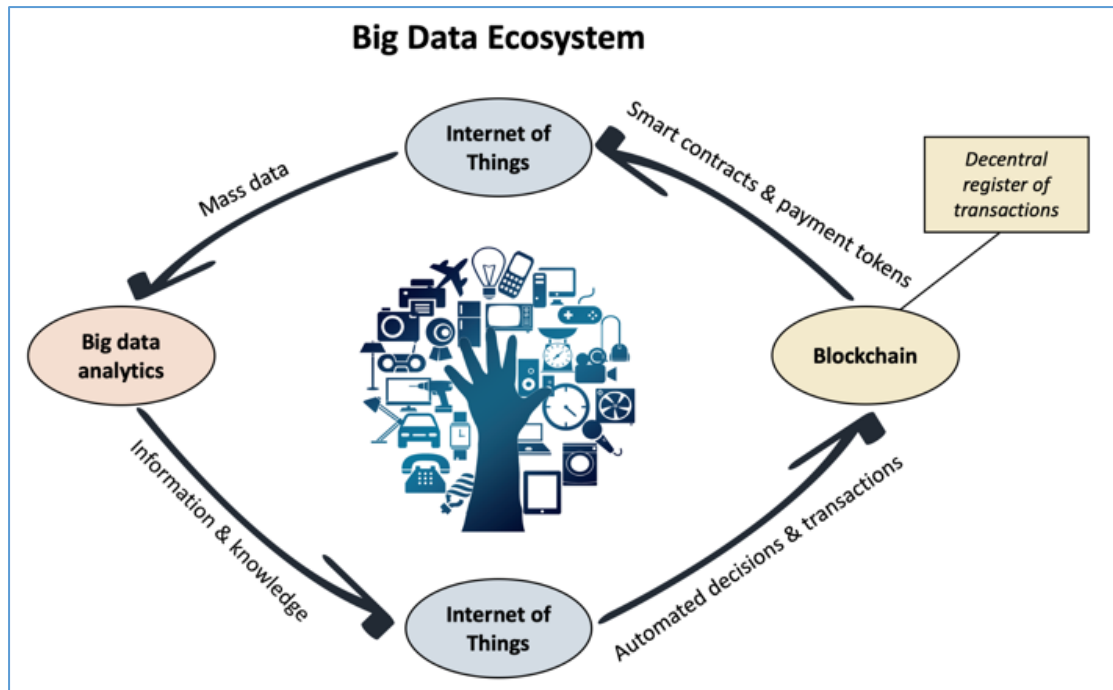 Big Data Ecosystem
Internet of
Things
Smart contracts & payment tokens
Decentral
register of
transactions
Mass data
Big data
analytics
Blockchain
Information & knowledge
Automated decisions & transactions
Internet of
Things